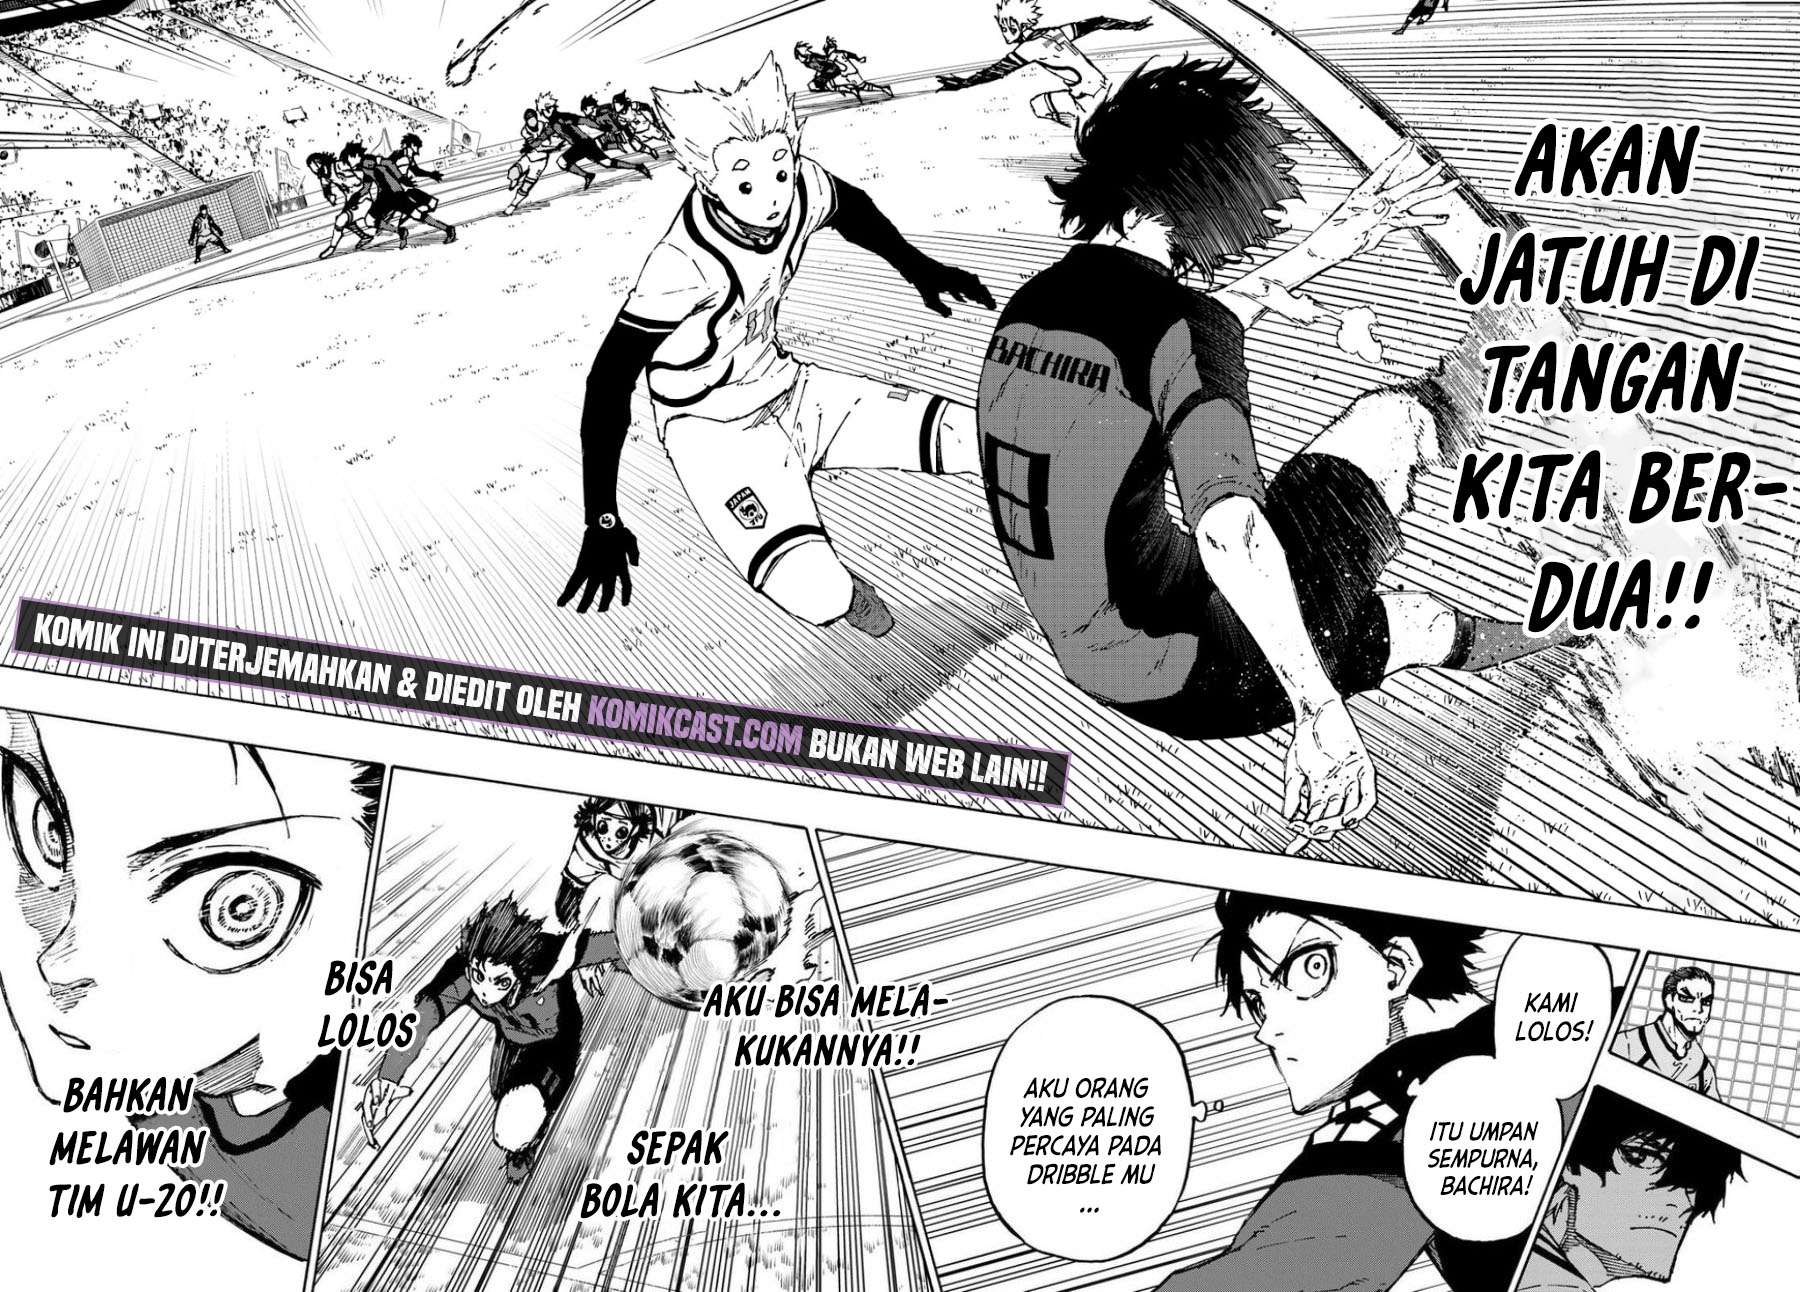 AKAN
JATUH DI
TANGAN
KITA BER-
DUA!!
BACHIRA
8
JAPAN
KOMIK INI DITERJEMAHKAN & DIEDIT OLEH KOMIKCAST.COM BUKAN WEB LAIN!!
KAMI
LOLOS!
ITU UMPAN
SEMPURNA,
BACHIRA!
AKU ORANG
YANG PALING
PERCAYA PADA
DRIBBLE MU
...
AKU BISA MELA-
KUKANNYA!!
SEPAK
BOLA KITA...
BISA
LOLOS
BAHKAN
MELAWAN
TIM U-20!!